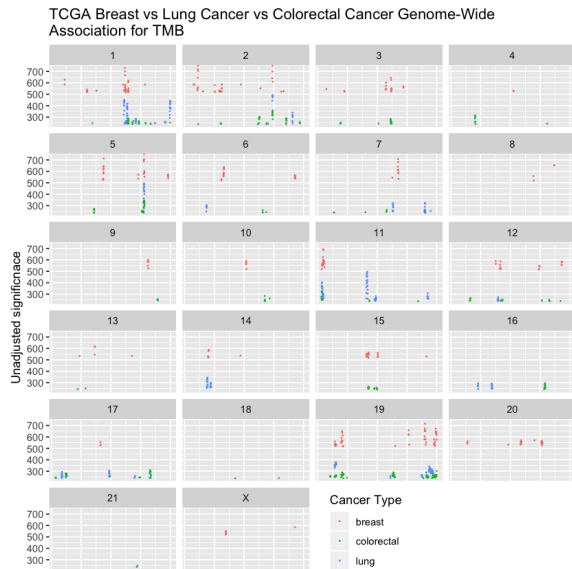 TCGA Breast vs Lung Cancer vs Colorectal Cancer Genome-Wide
Association for TMB
1 2 3 4
700
600
500
400
300
5 6 7 8
700
600
500
400
300
9 10 11 12
700
600
500
400
300
13 14 15 16
700
600
500
400
300
17 18 19 20
700
600
500
400
300
21 X
700
600
500
400
300
Unadjusted significnace
Cancer Type
breast
colorectal
lung